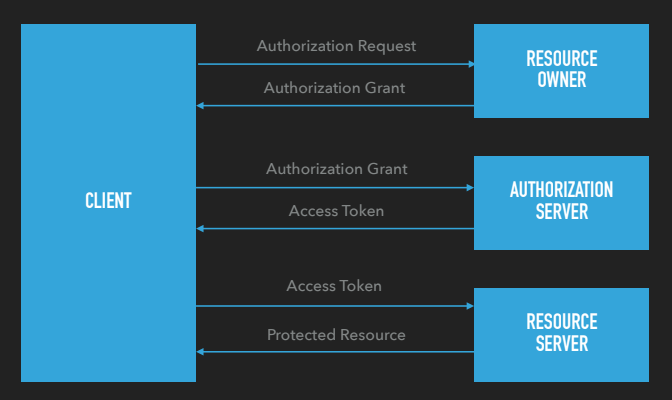 Authorization Request
RESOURCE
OWNER
Authorization Grant
Authorization Grant
AUTHORIZATION
SERVER
CLIENT
Access Token
Access Token
RESOURCE
SERVER
Protected Resource